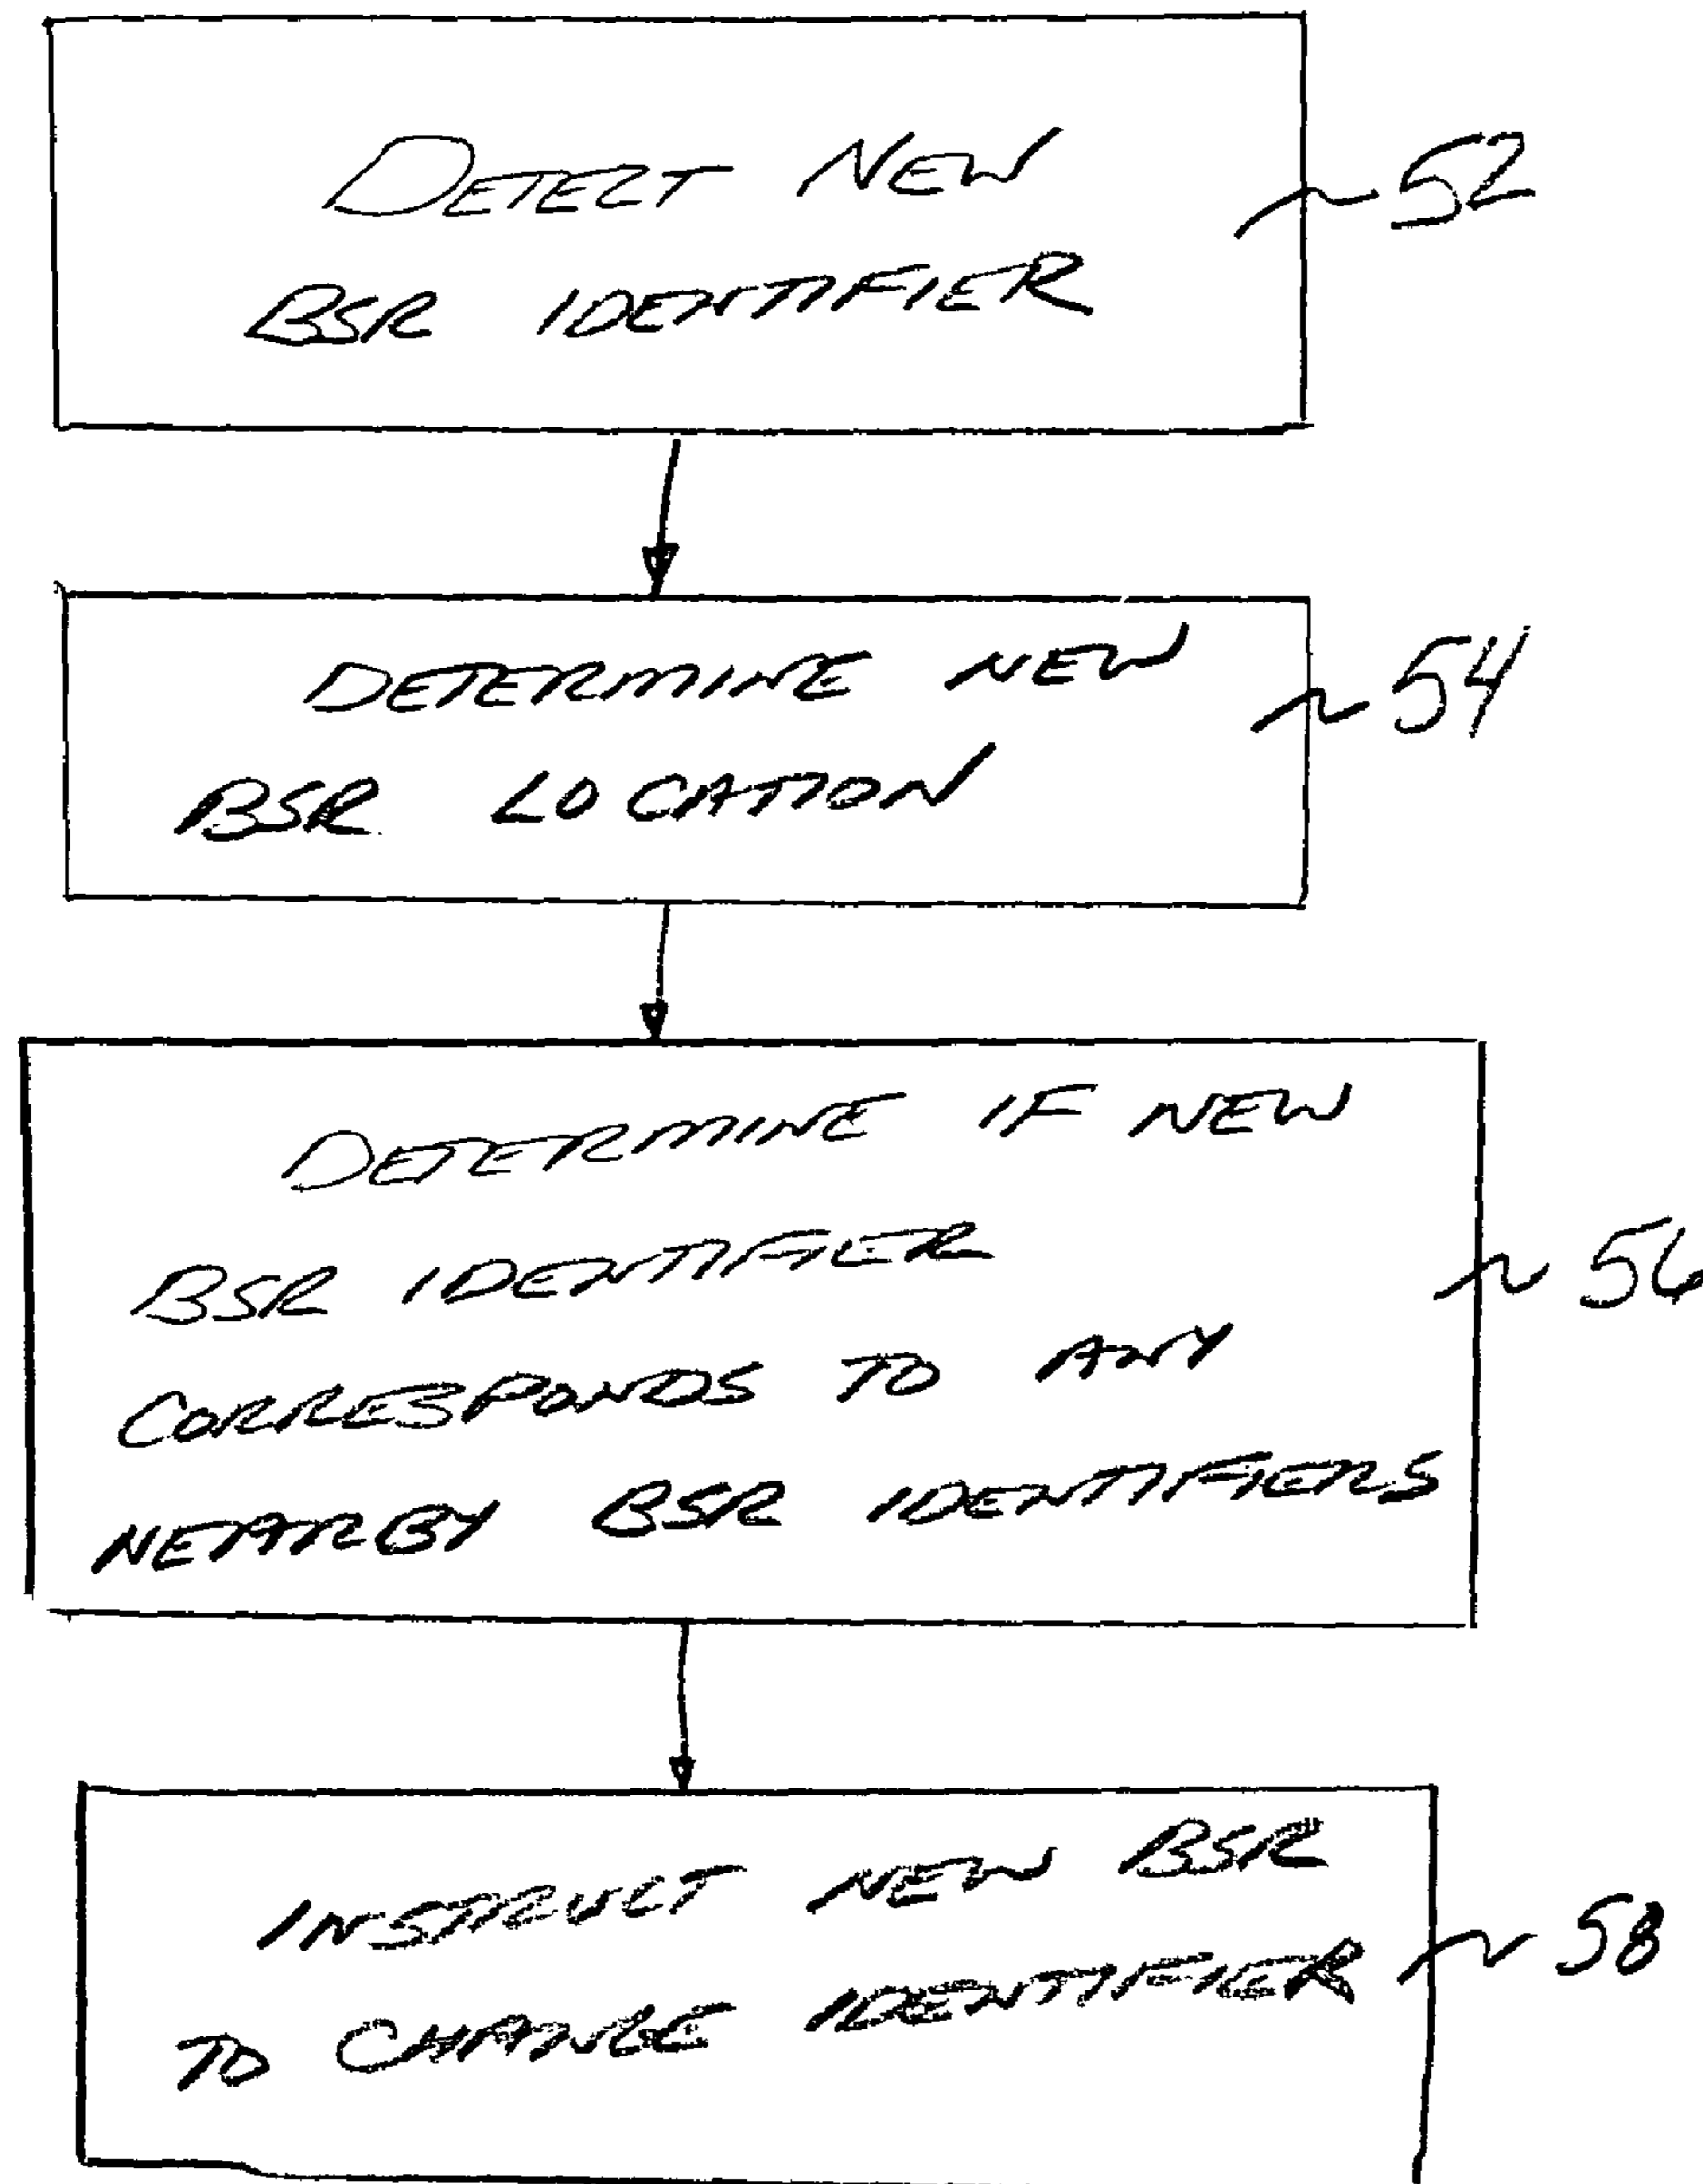 DETECT NEW
BSR IDENTIFIER
52
DETERMINE NEW
BSR LOCATION
54
DETERMINE IF NEW
BSR IDENTIFIER
CORRESPONDS TO ANY
NEARBY BSR IDENTIFIERS
56
INSTRUCT NEW BSR
TO CHANGE IDENTIFIER
58